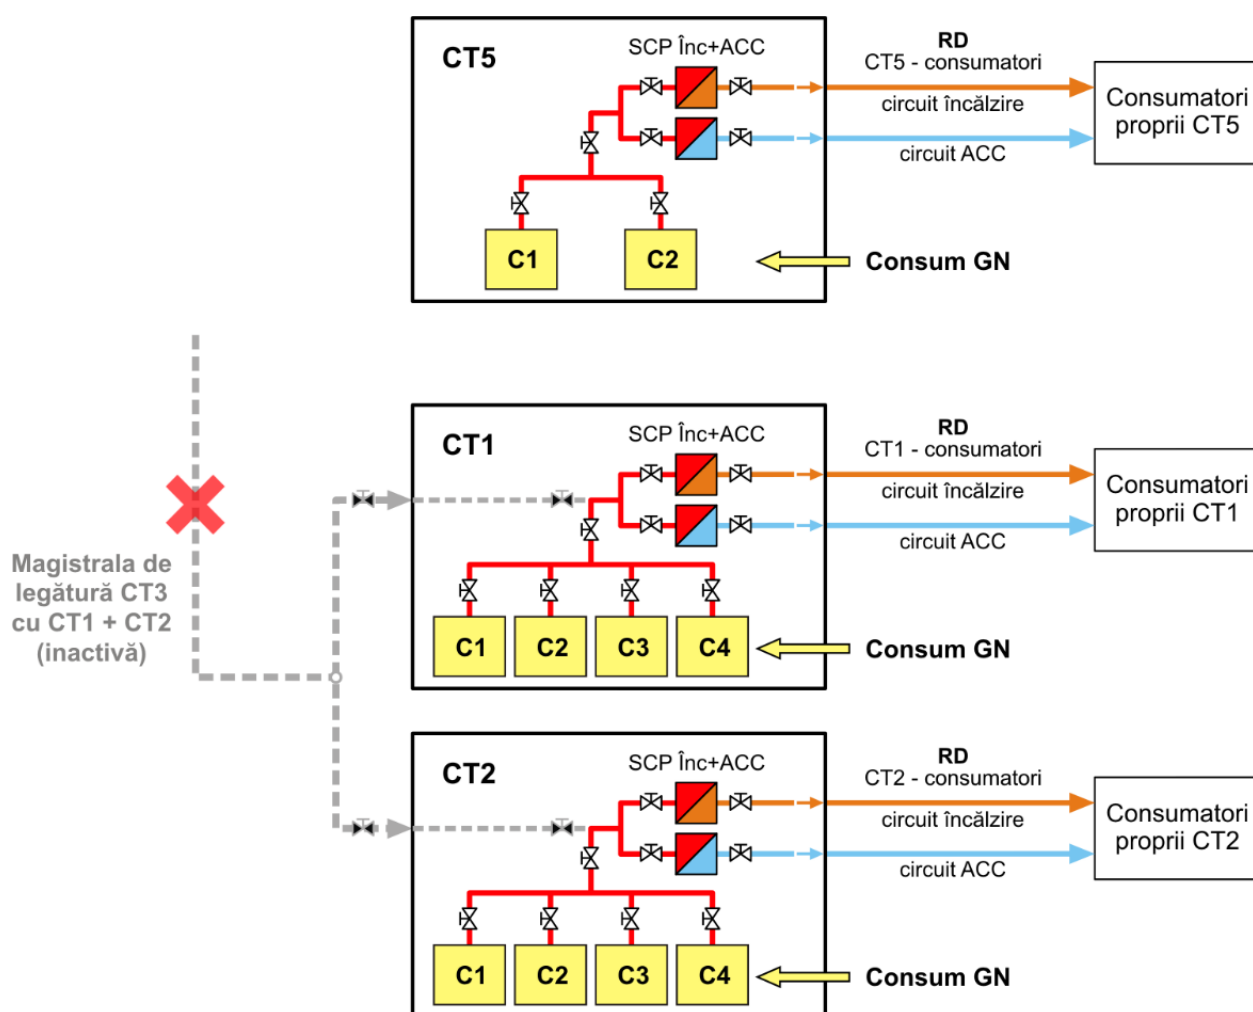 CT5
SCP Înc+ACC
RD
CT5 - consumatori
circuit încălzire
circuit ACC
Consumatori
proprii CT5
C1
C2
Consum GN
CT1
SCP Înc+ACC
RD
CT1 - consumatori
circuit încălzire
circuit ACC
Consumatori
proprii CT1
Magistrala de
legătură CT3
cu CT1 + CT2
(inactivă)
C1
C2
C3
C4
Consum GN
CT2
SCP Înc+ACC
RD
CT2 - consumatori
circuit încălzire
circuit ACC
Consumatori
proprii CT2
C1
C2
C3
C4
Consum GN